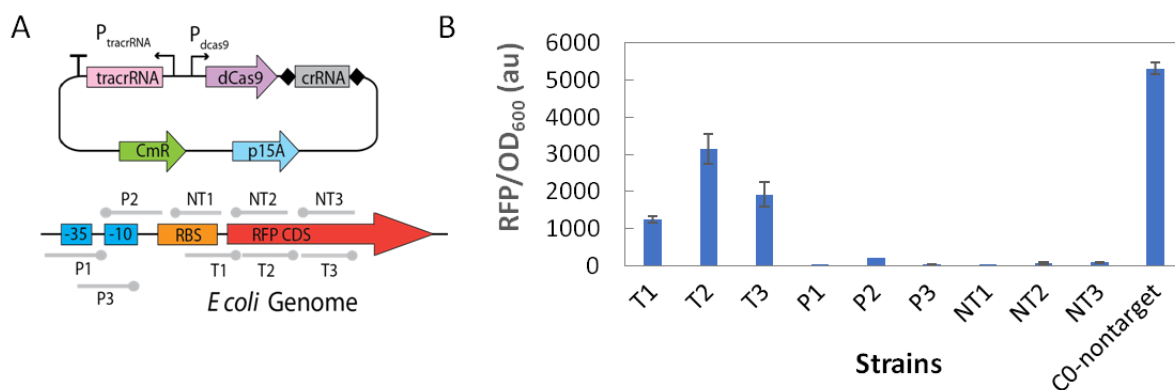 A
P tracrRNA
P dcas9
tracrRNA
dCas9
crRNA
CmR
p15A
P2
NT1
NT2
NT3
-35
-10
RBS
RFP CDS
P1
T1
T2
T3
P3
E coli Genome
B
RFP/OD600 (au)
6000
5000
4000
3000
2000
1000
0
T1
T2
T3
P1
P2
P3
NT1
NT2
NT3
C0-nontarget
Strains